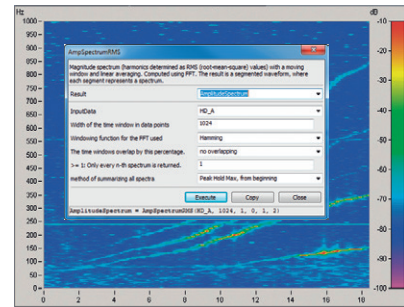 Hz
dB
1000
950
900
850
800
750
700
650
600
550
500
450
400
350
300
250
200
150
100
50
0
0 2 4 6 8 10 12 14 16 18
-10
-20
-30
-40
-50
-60
-70
-80
-90
-100
AmpSpectrumRMS
Magnitude spectrum (harmonics determined as RMS (root-mean-square) values) with a moving
window and linear averaging. Computed using FFT. The result is a segmented waveform, where
each segment represents a spectrum.
Result AmplitudeSpectrum
InputData MD_A
Width of the time window in data points 1024
Windowing function for the FFT used Hamming
The time windows overlap by this percentage. no overlapping
>= 1: Only every n-th spectrum is returned. 1
method of summarizing all spectra Peak Hold Max, from beginning
Execute Copy Close
AmplitudeSpectrum = AmpSpectrumRMS(MD_A, 1024, 1, 0, 1, 2)